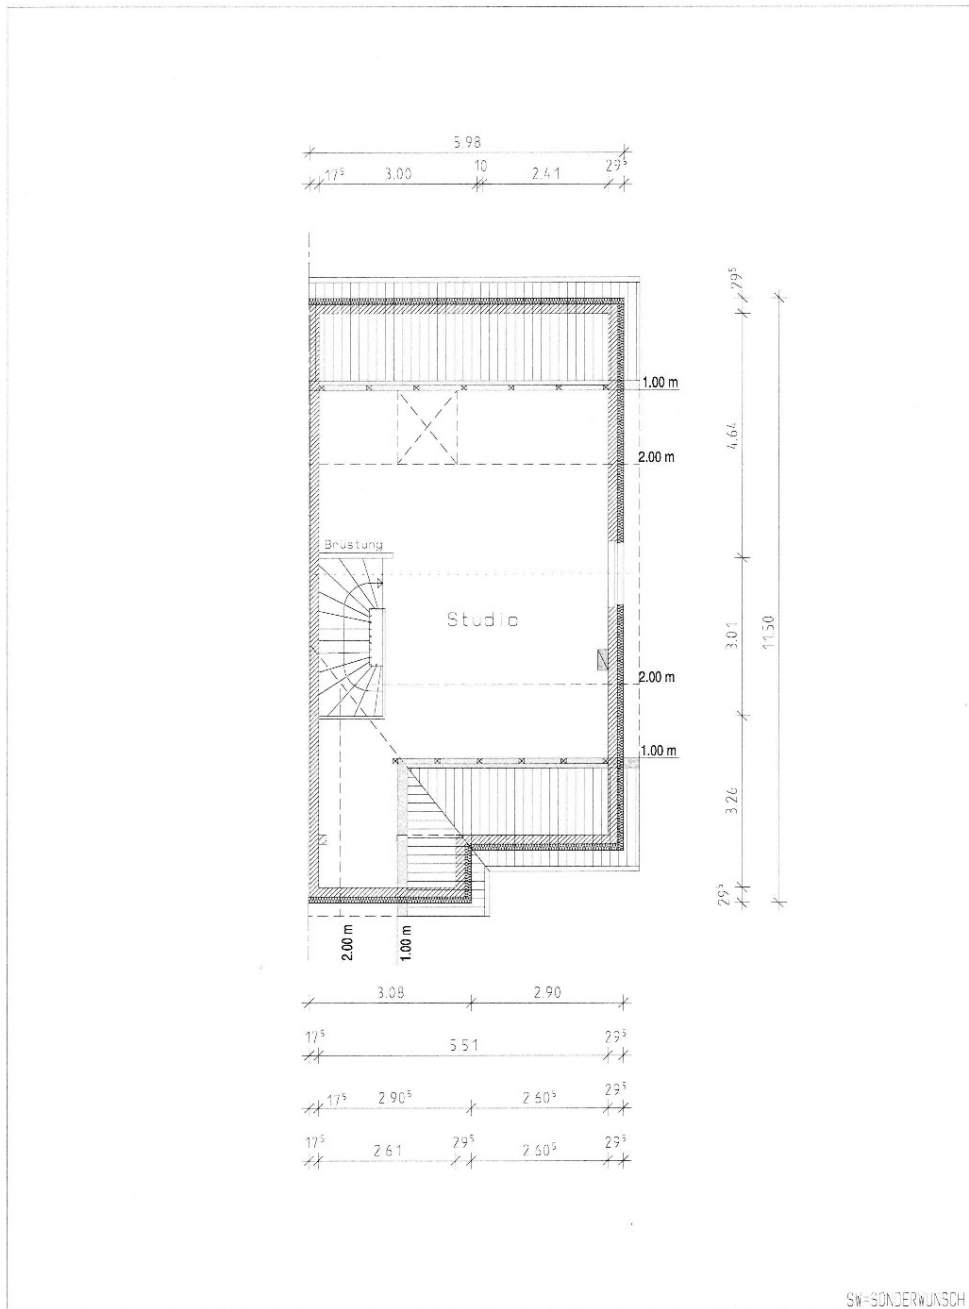 5.98
17⁵ 3.00 10 2.41 29⁵
29⁵
1.00 m
4.64
2.00 m
Brüstung
Studio
3.01
11.50
2.00 m
1.00 m
3.26
29⁵
2.00 m
1.00 m
3.08 2.90
17⁵ 5.51 29⁵
17⁵ 2.90⁵ 2.60⁵ 29⁵
17⁵ 2.61 29⁵ 2.60⁵ 29⁵
SW=SONDERWUNSCH